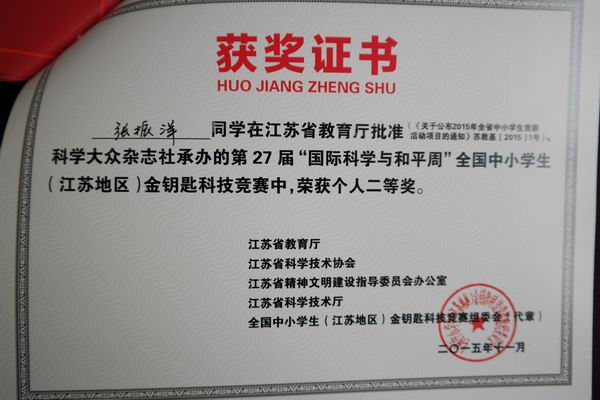 获奖证书
HUO JIANG ZHENG SHU
张振洋 同学在江苏省教育厅批准(《关于公布2015年全省中小学生竞赛
活动项目的通知》苏教基〔2015〕1号)、
科学大众杂志社承办的第27届“国际科学与和平周”全国中小学生
(江苏地区)金钥匙科技竞赛中,荣获个人二等奖。
江苏省教育厅
江苏省科学技术协会
江苏省精神文明建设指导委员会办公室
江苏省科学技术厅
全国中小学生(江苏地区)金钥匙科技竞赛组委会(代章)
二〇一五年十一月